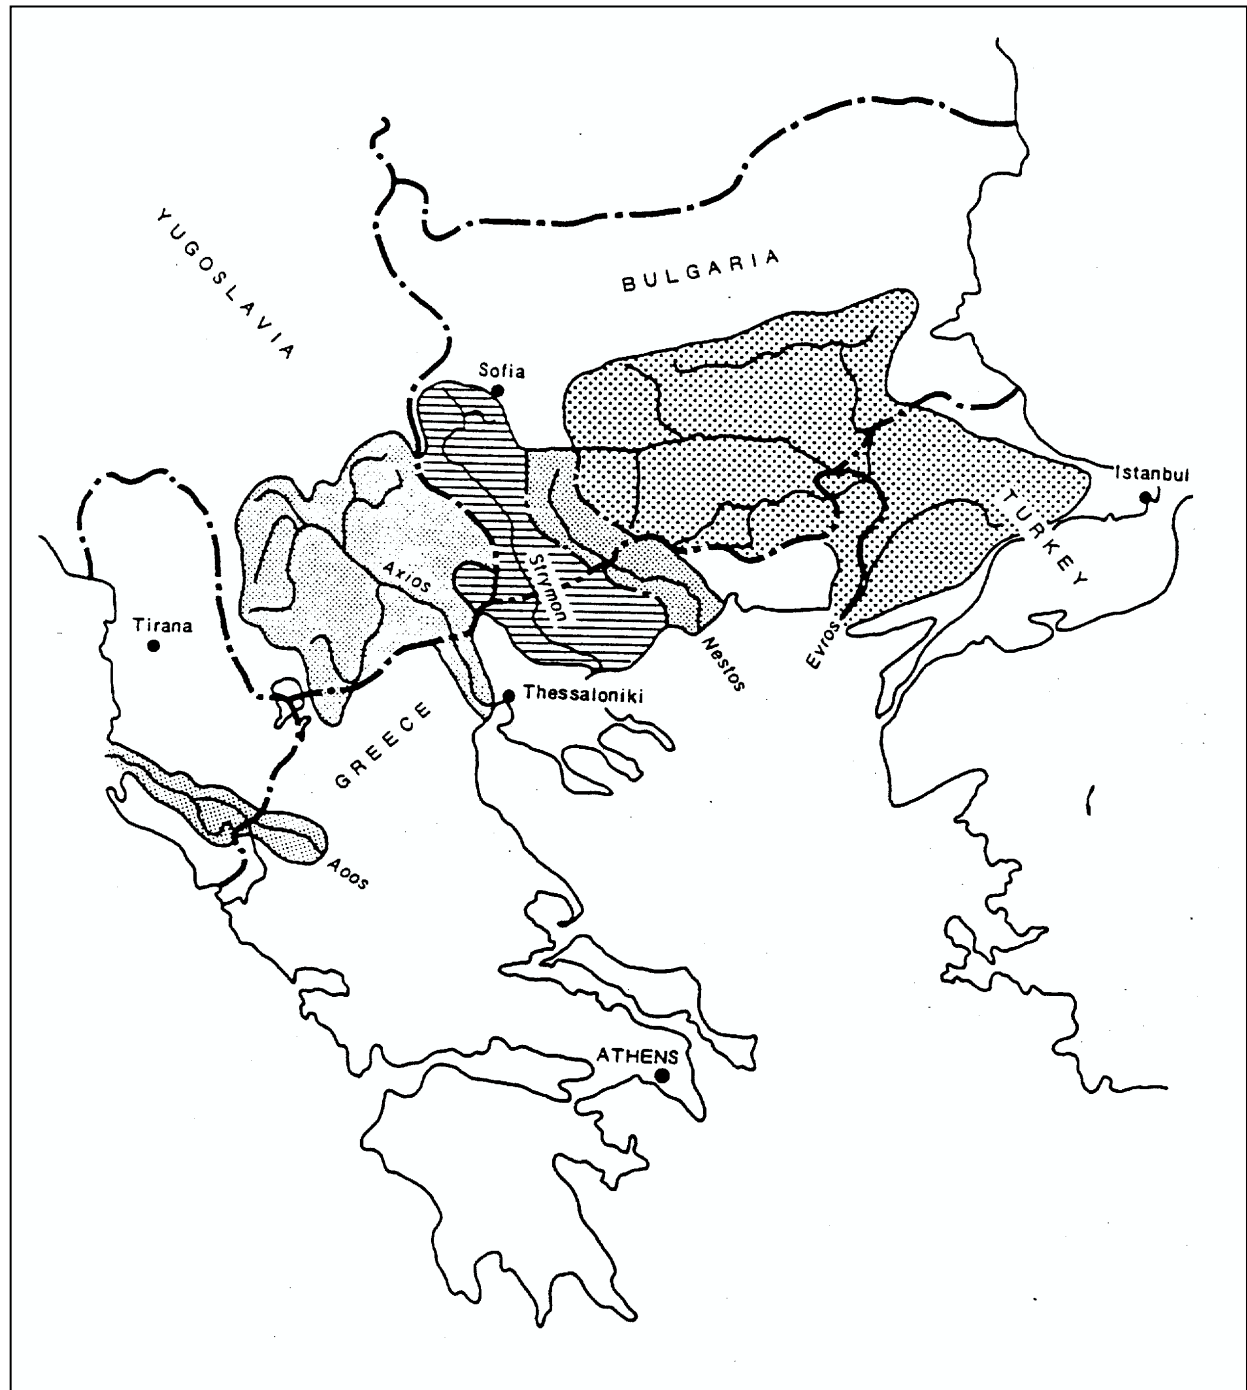 YUGOSLAVIA
BULGARIA
Sofia
Istanbul
TURKEY
Axios
Strymon
Tirana
Evros
Nestos
Thessaloniki
GREECE
Aoos
ATHENS